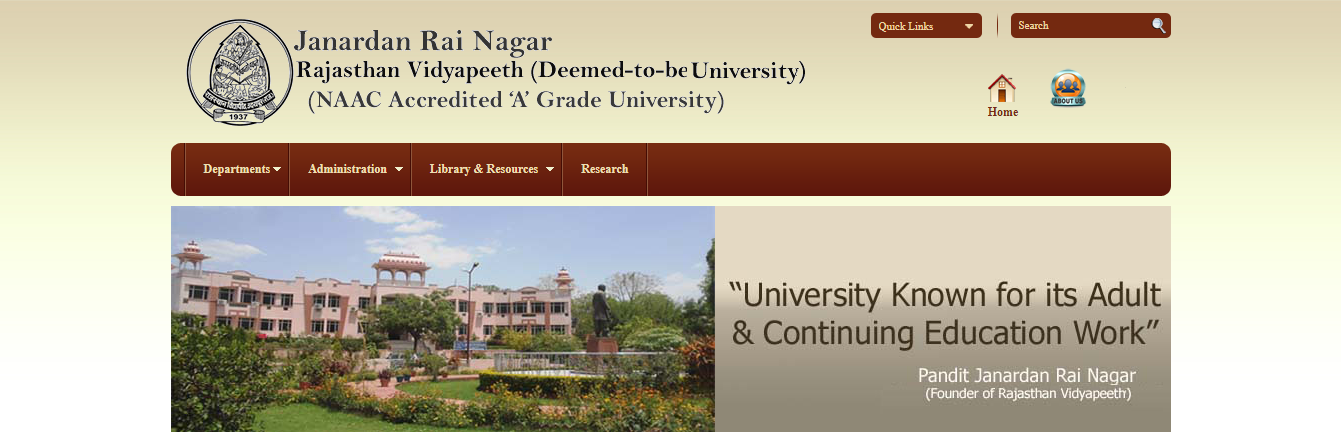 Janardan Rai Nagar
Rajasthan Vidyapeeth (Deemed-to-be University)
(NAAC Accredited ‘A’ Grade University)
1937
Quick Links
Search
Home
ABOUT US
Departments
Administration
Library & Resources
Research
“University Known for its Adult
& Continuing Education Work”
Pandit Janardan Rai Nagar
(Founder of Rajasthan Vidyapeeth)